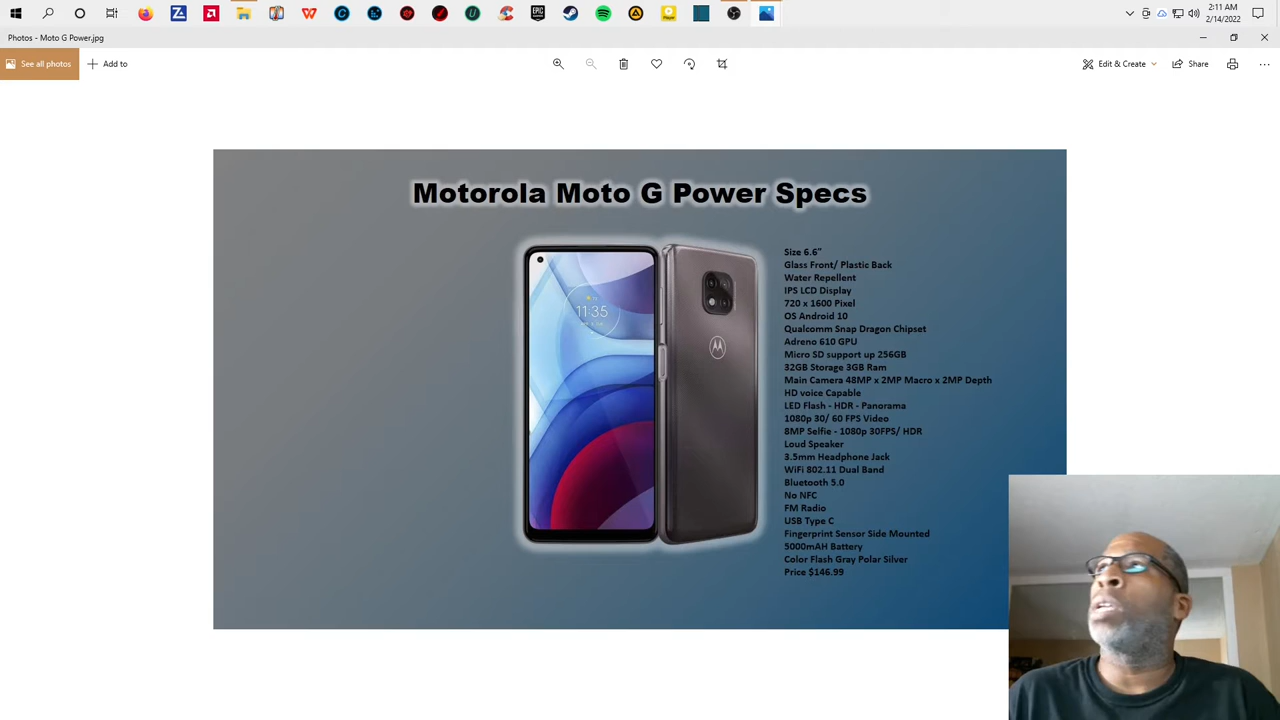 2:11 AM
2/14/2022
Photos - Moto G Power.jpg
See all photos
Add to
Edit & Create
Share
Motorola Moto G Power Specs
11:35
Size 6.6"
Glass Front/ Plastic Back
Water Repellent
IPS LCD Display
720 x 1600 Pixel
OS Android 10
Qualcomm Snap Dragon Chipset
Adreno 610 GPU
Micro SD support up 256GB
32GB Storage 3GB Ram
Main Camera 48MP x 2MP Macro x 2MP Depth
HD voice Capable
LED Flash - HDR - Panorama
1080p 30/ 60 FPS Video
8MP Selfie - 1080p 30FPS/ HDR
Loud Speaker
3.5mm Headphone Jack
WiFi 802.11 Dual Band
Bluetooth 5.0
No NFC
FM Radio
USB Type C
Fingerprint Sensor Side Mounted
5000mAH Battery
Color Flash Gray Polar Silver
Price $146.99